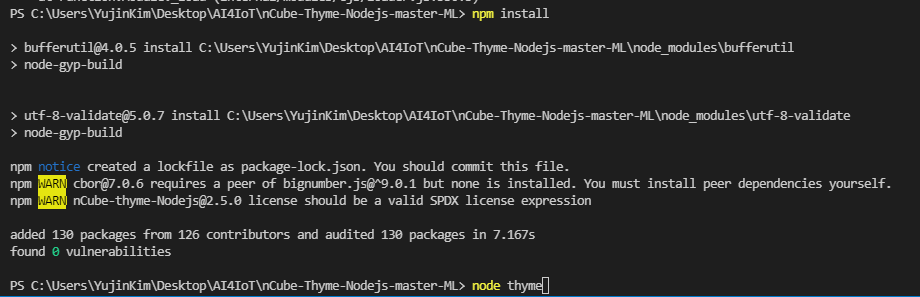 PS C:\Users\YujinKim\Desktop\AI4IoT\nCube-Thyme-Nodejs-master-ML> npm install
> bufferutil@4.0.5 install C:\Users\YujinKim\Desktop\AI4IoT\nCube-Thyme-Nodejs-master-ML\node_modules\bufferutil
> node-gyp-build
> utf-8-validate@5.0.7 install C:\Users\YujinKim\Desktop\AI4IoT\nCube-Thyme-Nodejs-master-ML\node_modules\utf-8-validate
> node-gyp-build
npm notice created a lockfile as package-lock.json. You should commit this file.
npm WARN cbor@7.0.6 requires a peer of bignumber.js@^9.0.1 but none is installed. You must install peer dependencies yourself.
npm WARN nCube-thyme-Nodejs@2.5.0 license should be a valid SPDX license expression
added 130 packages from 126 contributors and audited 130 packages in 7.167s
found 0 vulnerabilities
PS C:\Users\YujinKim\Desktop\AI4IoT\nCube-Thyme-Nodejs-master-ML> node thyme